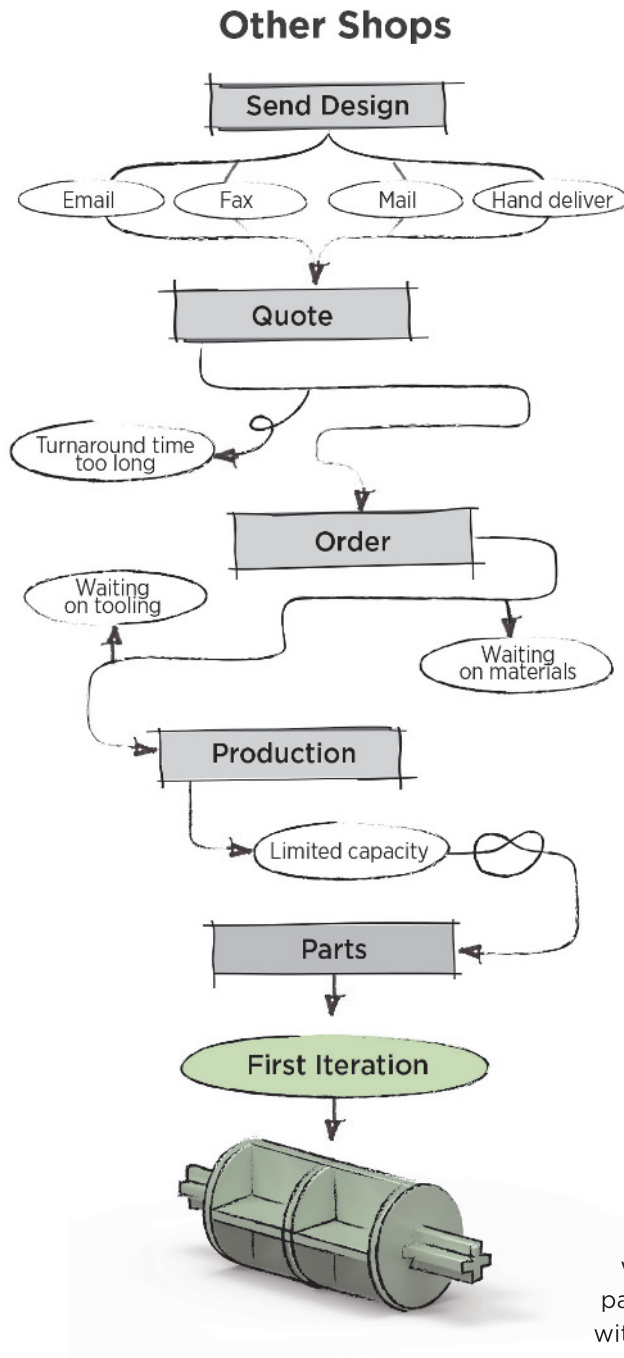 Other Shops
Send Design
Email
Fax
Mail
Hand deliver
Quote
Turnaround time
too long
Order
Waiting
on tooling
Waiting
on materials
Production
Limited capacity
Parts
First Iteration